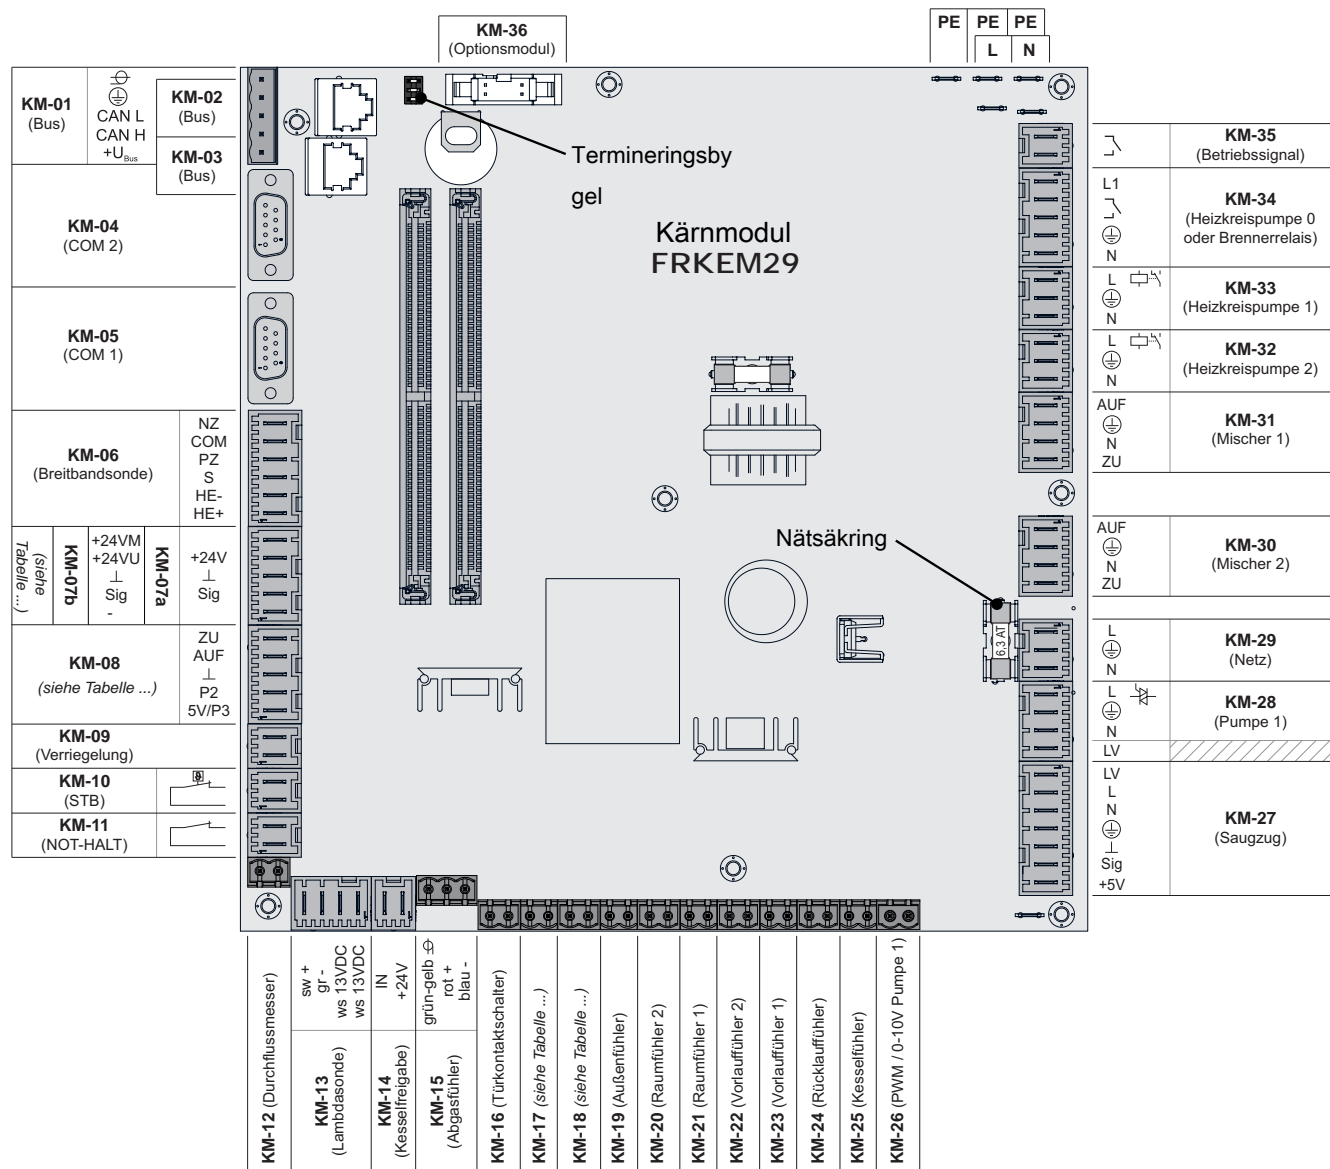 KM-36
(Optionsmodul)
PE PE PE
L N
KM-01
(Bus)
CAN L
CAN H
+UBus
KM-02
(Bus)
KM-03
(Bus)
KM-04
(COM 2)
KM-05
(COM 1)
KM-06
(Breitbandsonde)
NZ
COM
PZ
S
HE-
HE+
(siehe
Tabelle ...)
KM-07b
+24VM
+24VU
⊥
Sig
-
KM-07a
+24V
⊥
Sig
KM-08
(siehe Tabelle ...)
ZU
AUF
⊥
P2
5V/P3
KM-09
(Verriegelung)
KM-10
(STB)
KM-11
(NOT-HALT)
Termineringsby
gel
Kärnmodul
FRKEM29
Nätsäkring
6,3 AT
KM-35
(Betriebssignal)
L1
N
KM-34
(Heizkreispumpe 0
oder Brennerrelais)
L
N
KM-33
(Heizkreispumpe 1)
L
N
KM-32
(Heizkreispumpe 2)
AUF
N
ZU
KM-31
(Mischer 1)
AUF
N
ZU
KM-30
(Mischer 2)
L
N
KM-29
(Netz)
L
N
LV
KM-28
(Pumpe 1)
LV
L
N
⊥
Sig
+5V
KM-27
(Saugzug)
KM-12 (Durchflussmesser)
sw +
gr -
ws 13VDC
ws 13VDC
KM-13
(Lambdasonde)
IN
+24V
KM-14
(Kesselfreigabe)
grün-gelb
rot +
blau -
KM-15
(Abgasfühler)
KM-16 (Türkontaktschalter)
KM-17 (siehe Tabelle ...)
KM-18 (siehe Tabelle ...)
KM-19 (Außenfühler)
KM-20 (Raumfühler 2)
KM-21 (Raumfühler 1)
KM-22 (Vorlauffühler 2)
KM-23 (Vorlauffühler 1)
KM-24 (Rücklauffühler)
KM-25 (Kesselfühler)
KM-26 (PWM / 0-10V Pumpe 1)